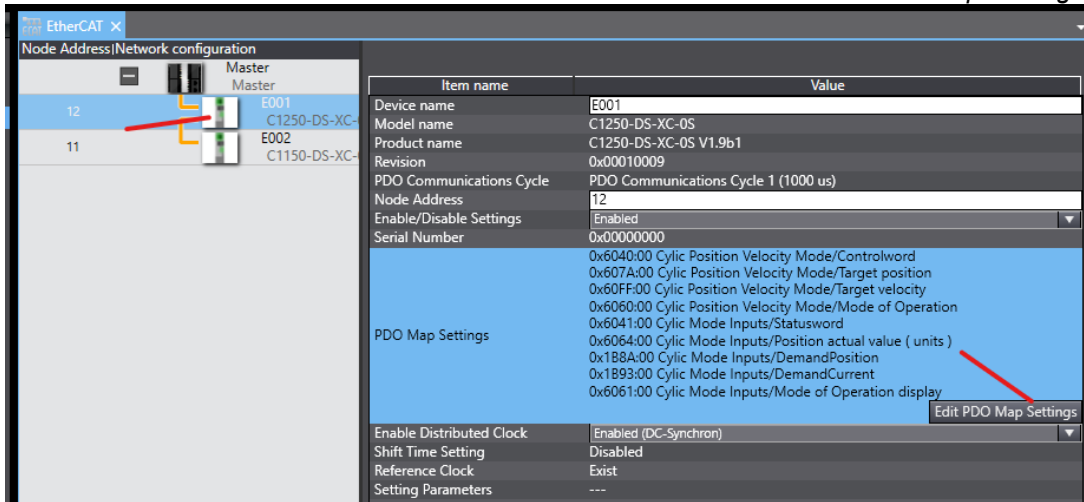 EtherCAT
Node Address|Network configuration
Master
Master
12
E001
C1250-DS-XC-
11
E002
C1150-DS-XC-
Item name Value
Device name E001
Model name C1250-DS-XC-0S
Product name C1250-DS-XC-0S V1.9b1
Revision 0x00010009
PDO Communications Cycle PDO Communications Cycle 1 (1000 us)
Node Address 12
Enable/Disable Settings Enabled
Serial Number 0x00000000
PDO Map Settings
0x6040:00 Cylic Position Velocity Mode/Controlword
0x607A:00 Cylic Position Velocity Mode/Target position
0x60FF:00 Cylic Position Velocity Mode/Target velocity
0x6060:00 Cylic Position Velocity Mode/Mode of Operation
0x6041:00 Cylic Mode Inputs/Statusword
0x6064:00 Cylic Mode Inputs/Position actual value ( units )
0x1B8A:00 Cylic Mode Inputs/DemandPosition
0x1B93:00 Cylic Mode Inputs/DemandCurrent
0x6061:00 Cylic Mode Inputs/Mode of Operation display
Edit PDO Map Settings
Enable Distributed Clock Enabled (DC-Synchron)
Shift Time Setting Disabled
Reference Clock Exist
Setting Parameters ---